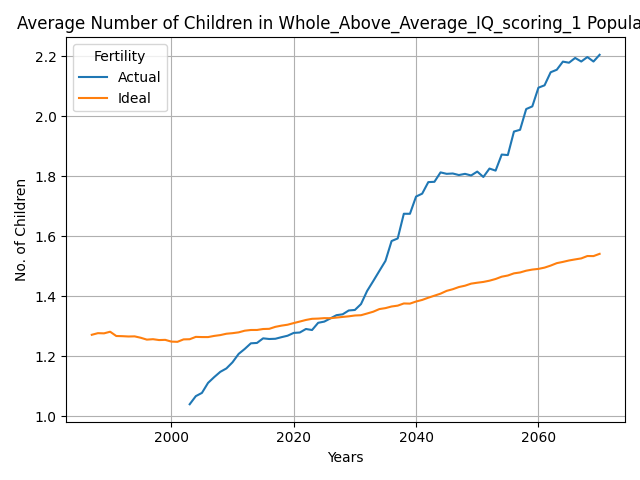 Average Number of Children in Whole_Above_Average_IQ_scoring_1 Popula
Fertility
Actual
Ideal
2.2
2.0
1.8
1.6
1.4
1.2
1.0
No. of Children
2000 2020 2040 2060
Years